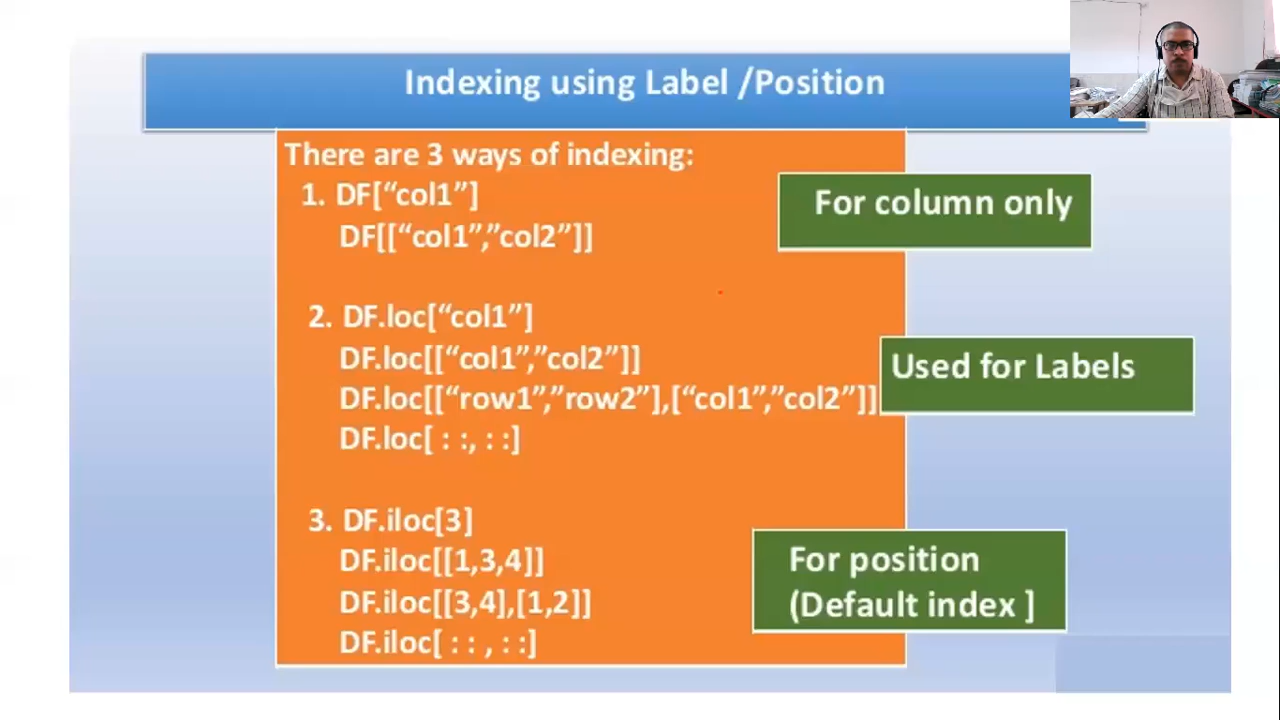 Indexing using Label /Position
There are 3 ways of indexing:
1. DF[“col1”]
DF[[“col1”,”col2”]]
For column only
2. DF.loc[“col1”]
DF.loc[[“col1”,”col2”]]
DF.loc[[“row1”,”row2”],[“col1”,”col2”]]
DF.loc[ : :, : :]
Used for Labels
3. DF.iloc[3]
DF.iloc[[1,3,4]]
DF.iloc[[3,4],[1,2]]
DF.iloc[ : : , : :]
For position
(Default index ]